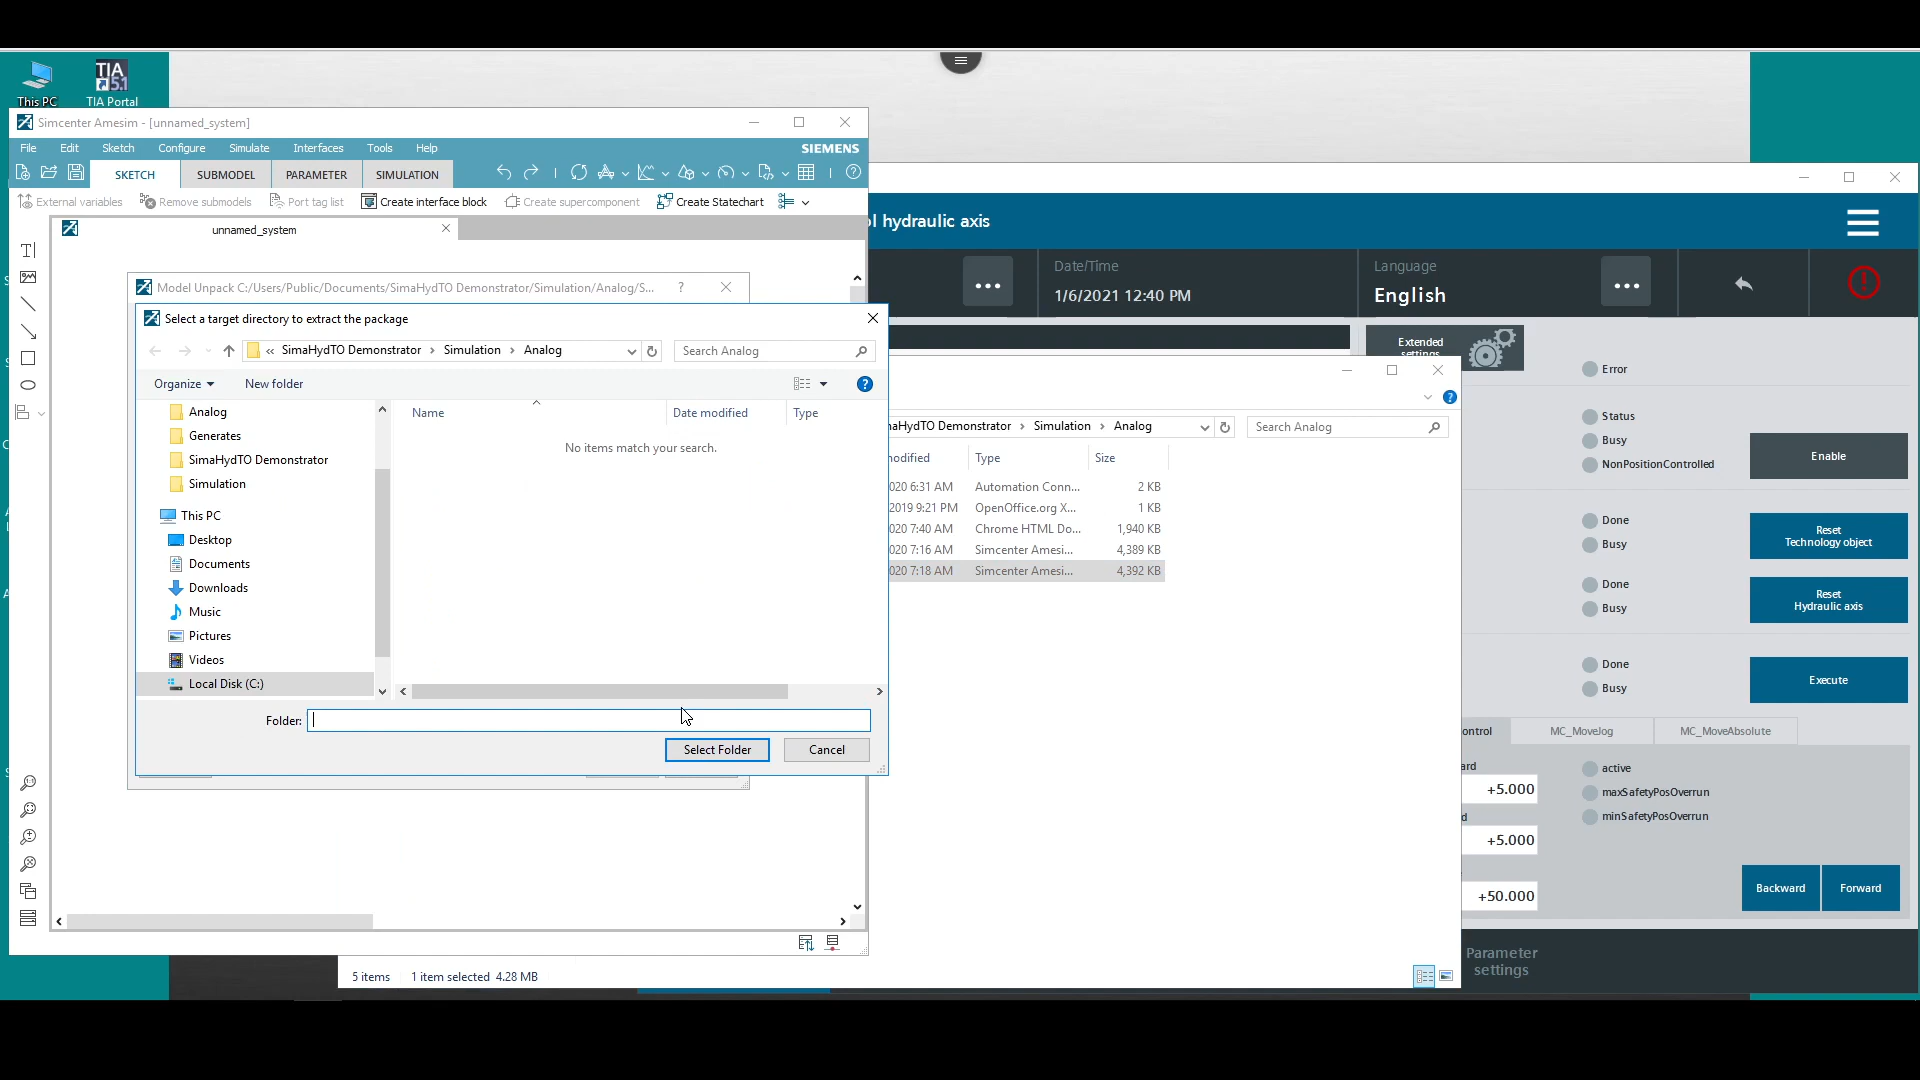 This PC
TIA Portal
Simcenter Amesim - [unnamed_system]
File Edit Sketch Configure Simulate Interfaces Tools Help
SIEMENS
SKETCH SUBMODEL PARAMETER SIMULATION
External variables Remove submodels Port tag list Create interface block Create supercomponent Create Statechart
unnamed_system
Model Unpack C:/Users/Public/Documents/SimaHydTO Demonstrator/Simulation/Analog/S... ?
Select a target directory to extract the package
« SimaHydTO Demonstrator › Simulation › Analog
Search Analog
Organize New folder
Analog
Generates
SimaHydTO Demonstrator
Simulation
This PC
Desktop
Documents
Downloads
Music
Pictures
Videos
Local Disk (C:)
Name Date modified Type
No items match your search.
Folder:
Select Folder Cancel
hydraulic axis
Date/Time
1/6/2021 12:40 PM
Language
English
Extended
settings
maHydTO Demonstrator › Simulation › Analog
Search Analog
odified Type Size
020 6:31 AM Automation Conn... 2 KB
2019 9:21 PM OpenOffice.org X... 1 KB
020 7:40 AM Chrome HTML Do... 1,940 KB
020 7:16 AM Simcenter Amesi... 4,389 KB
020 7:18 AM Simcenter Amesi... 4,392 KB
5 items 1 item selected 4.28 MB
Error
Status
Busy
NonPositionControlled
Enable
Done
Busy
Reset
Technology object
Done
Busy
Reset
Hydraulic axis
Done
Busy
Execute
ontrol MC_MoveJog MC_MoveAbsolute
ard
+5.000
d
+5.000
+50.000
active
maxSafetyPosOverrun
minSafetyPosOverrun
Backward Forward
Parameter
settings